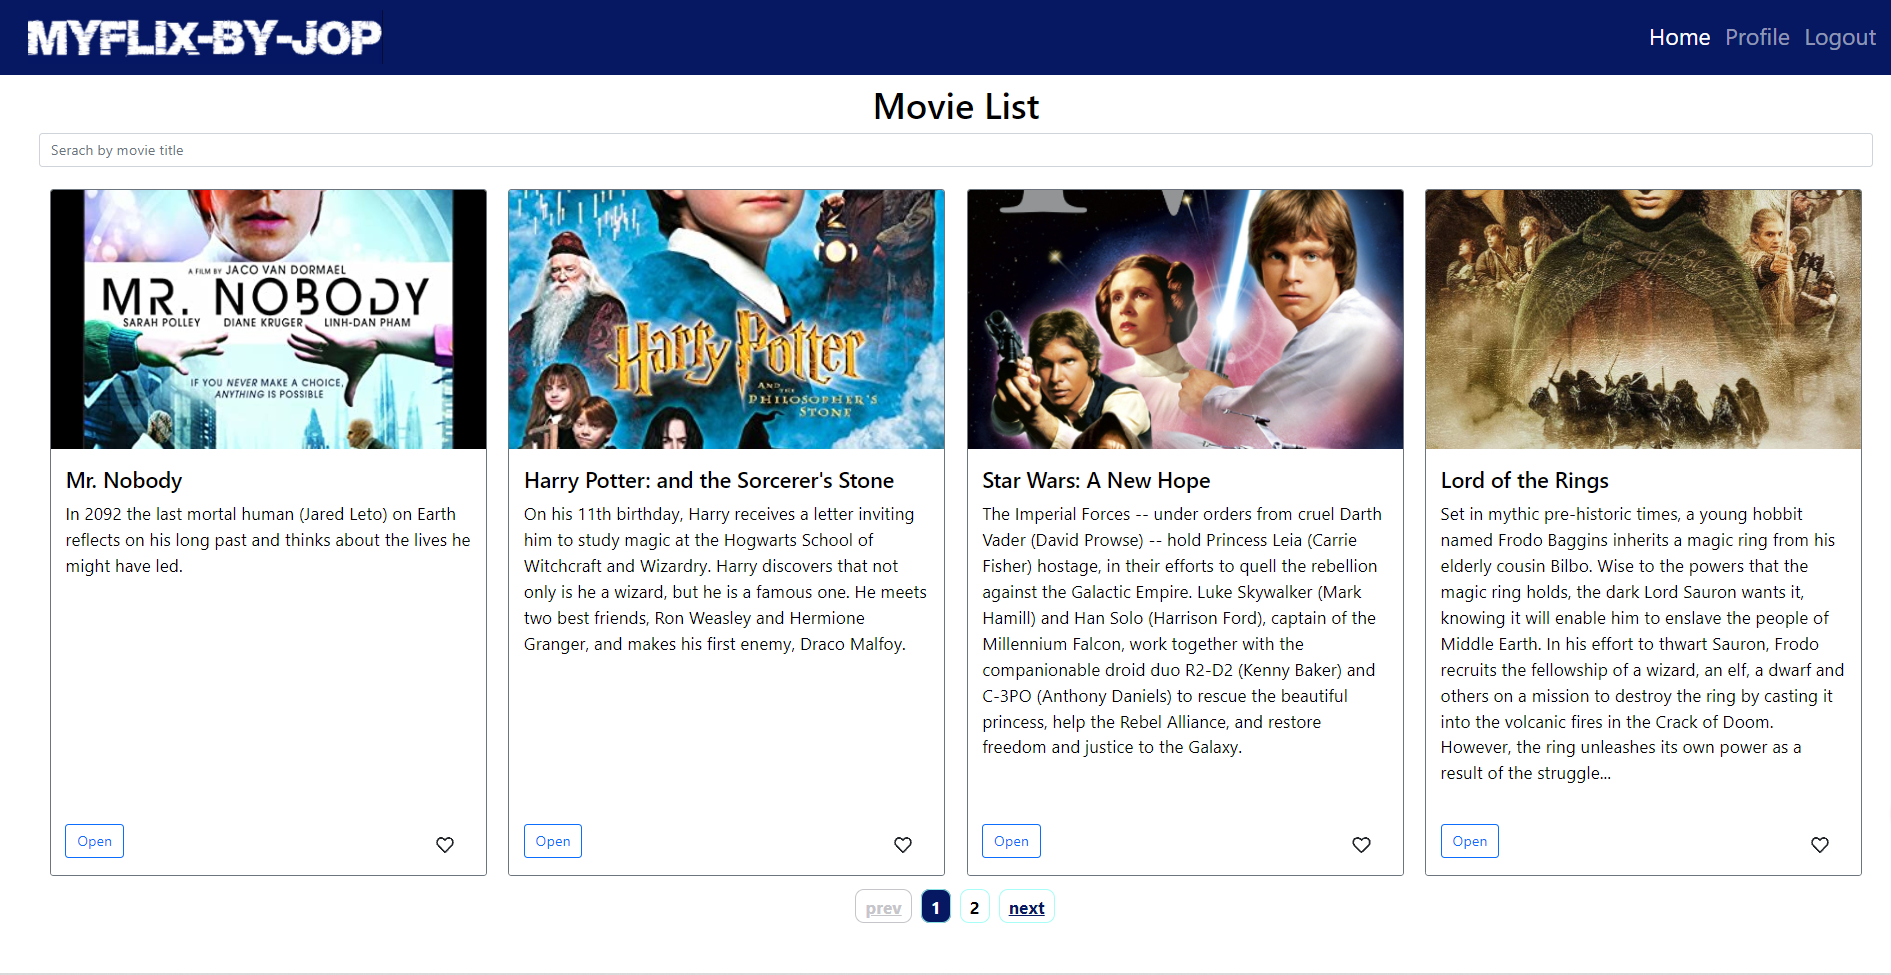 MYFLIX-BY-JOP
Home Profile Logout
Movie List
Serach by movie title
A FILM BY JACO VAN DORMAEL
MR. NOBODY
SARAH POLLEY DIANE KRUGER LINH-DAN PHAM
IF YOU NEVER MAKE A CHOICE,
ANYTHING IS POSSIBLE
Mr. Nobody
In 2092 the last mortal human (Jared Leto) on Earth
reflects on his long past and thinks about the lives he
might have led.
Open
Harry Potter
AND THE
PHILOSOPHER'S
STONE
Harry Potter: and the Sorcerer's Stone
On his 11th birthday, Harry receives a letter inviting
him to study magic at the Hogwarts School of
Witchcraft and Wizardry. Harry discovers that not
only is he a wizard, but he is a famous one. He meets
two best friends, Ron Weasley and Hermione
Granger, and makes his first enemy, Draco Malfoy.
Open
Star Wars: A New Hope
The Imperial Forces -- under orders from cruel Darth
Vader (David Prowse) -- hold Princess Leia (Carrie
Fisher) hostage, in their efforts to quell the rebellion
against the Galactic Empire. Luke Skywalker (Mark
Hamill) and Han Solo (Harrison Ford), captain of the
Millennium Falcon, work together with the
companionable droid duo R2-D2 (Kenny Baker) and
C-3PO (Anthony Daniels) to rescue the beautiful
princess, help the Rebel Alliance, and restore
freedom and justice to the Galaxy.
Open
Lord of the Rings
Set in mythic pre-historic times, a young hobbit
named Frodo Baggins inherits a magic ring from his
elderly cousin Bilbo. Wise to the powers that the
magic ring holds, the dark Lord Sauron wants it,
knowing it will enable him to enslave the people of
Middle Earth. In his effort to thwart Sauron, Frodo
recruits the fellowship of a wizard, an elf, a dwarf and
others on a mission to destroy the ring by casting it
into the volcanic fires in the Crack of Doom.
However, the ring unleashes its own power as a
result of the struggle...
Open
prev 1 2 next